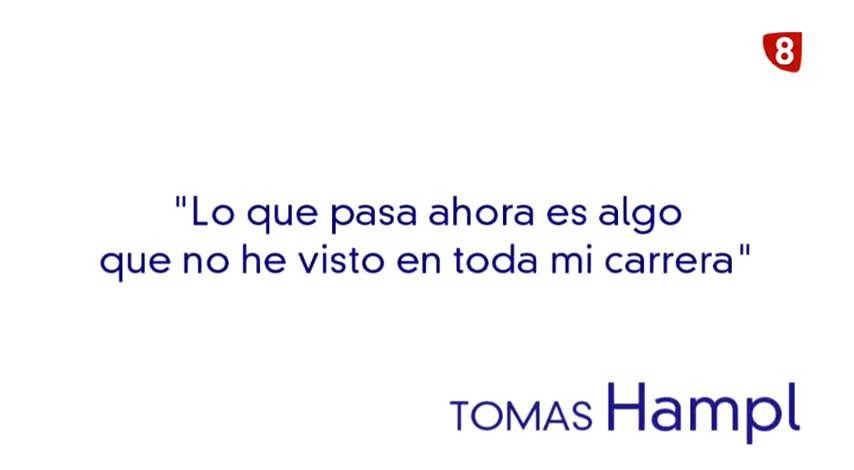 8
"Lo que pasa ahora es algo
que no he visto en toda mi carrera"
TOMAS Hampl